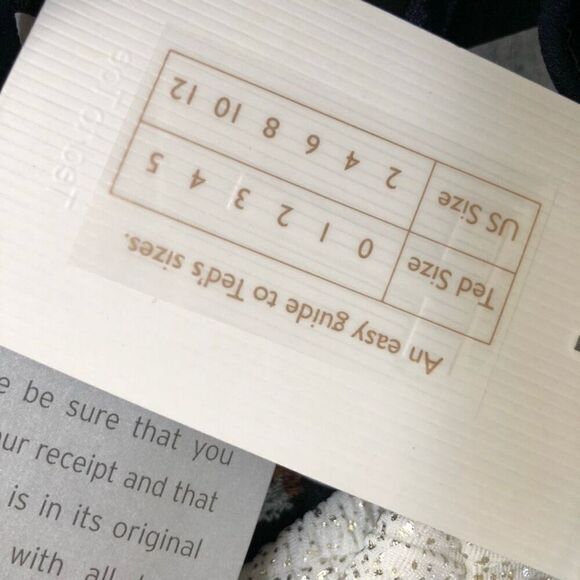 An easy guide to Ted's sizes.
Ted Size 0 1 2 3 4 5
US Size 2 4 6 8 10 12
be sure that you
ur receipt and that
is in its original
with all